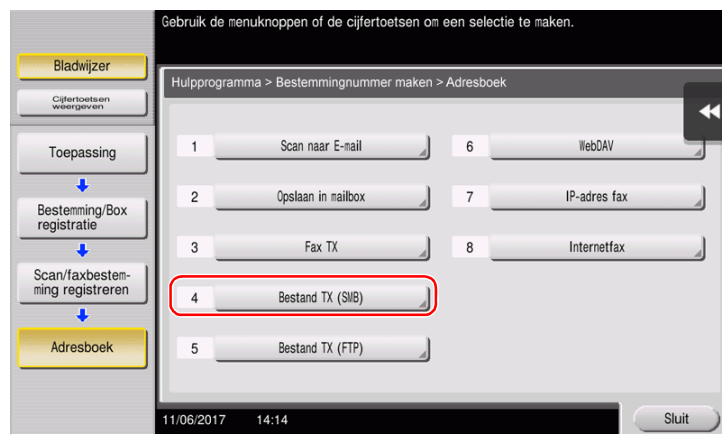 Gebruik de menuknoppen of de cijfertoetsen om een selectie te maken.
Bladwijzer
Cijfertoetsen
weergeven
Toepassing
Bestemming/Box
registratie
Scan/faxbestem-
ming registreren
Adresboek
Hulpprogramma > Bestemmingnummer maken > Adresboek
1 Scan naar E-mail
2 Opslaan in mailbox
3 Fax TX
4 Bestand TX (SMB)
5 Bestand TX (FTP)
6 WebDAV
7 IP-adres fax
8 Internetfax
11/06/2017 14:14
Sluit